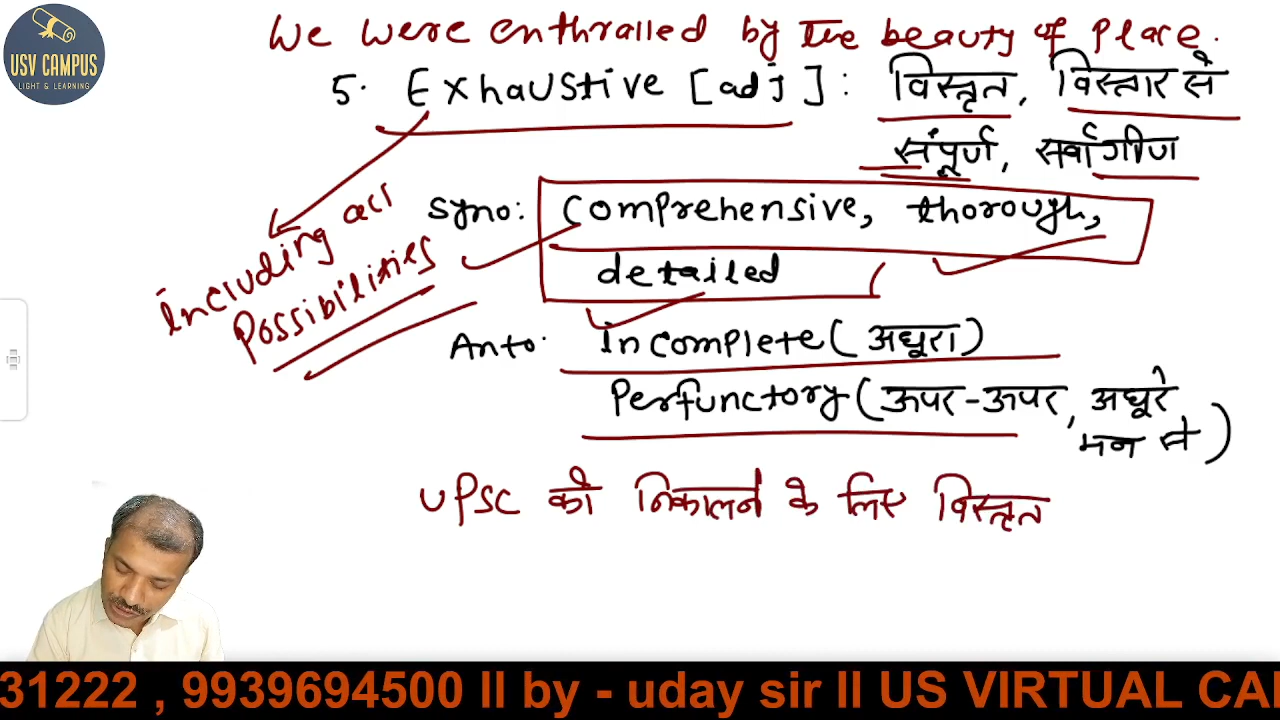 USV CAMPUS
LIGHT & LEARNING
We were enthralled by the beauty of place.
5. Exhaustive [adj]: विस्तृत, विस्तार से
संपूर्ण, सर्वांगीण
Syno: Comprehensive, thorough,
detailed
Including all
Possibilities
Anto: Incomplete (अधूरा)
Perfunctory (ऊपर-ऊपर, अधूरे
मन से)
UPSC को निकालने के लिए विस्तृत
31222 , 9939694500 ll by - uday sir ll US VIRTUAL CA